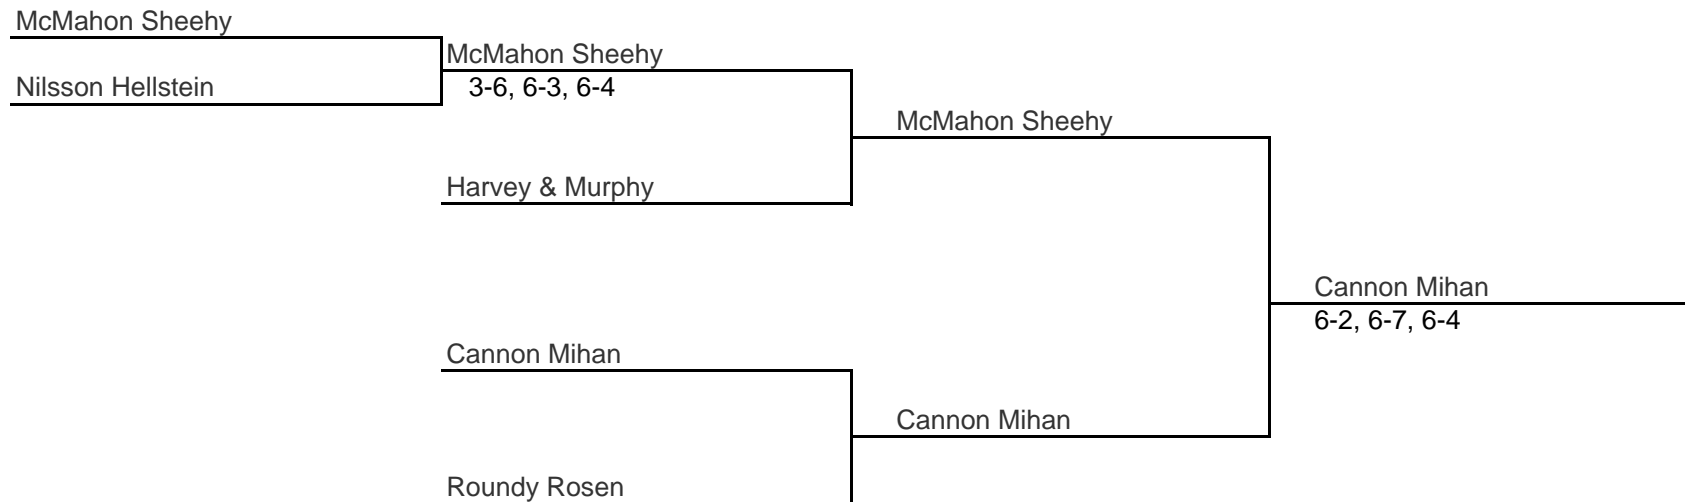 McMahon Sheehy
McMahon Sheehy
Nilsson Hellstein
3-6, 6-3, 6-4
McMahon Sheehy
Harvey & Murphy
Cannon Mihan
6-2, 6-7, 6-4
Cannon Mihan
Cannon Mihan
Roundy Rosen